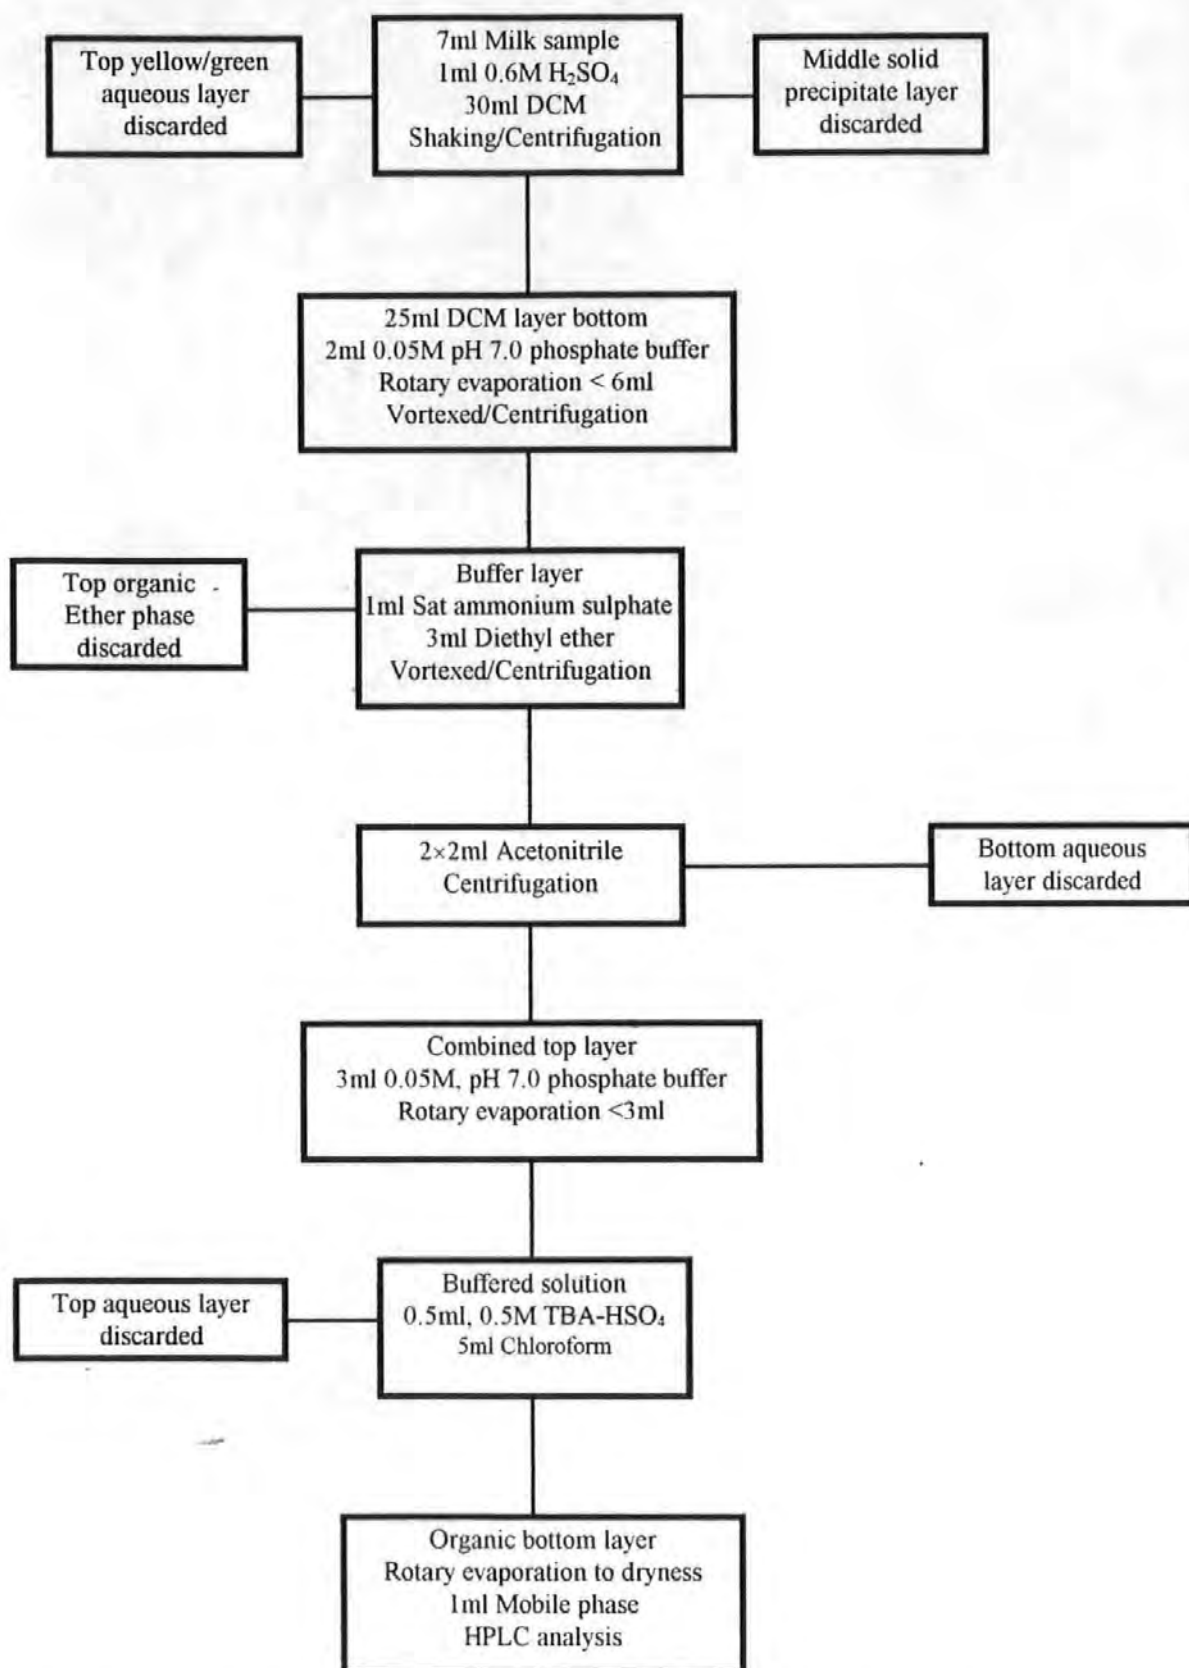 Top yellow/green
aqueous layer
discarded
7ml Milk sample
1ml 0.6M H₂SO₄
30ml DCM
Shaking/Centrifugation
Middle solid
precipitate layer
discarded
25ml DCM layer bottom
2ml 0.05M pH 7.0 phosphate buffer
Rotary evaporation < 6ml
Vortexed/Centrifugation
Top organic
Ether phase
discarded
Buffer layer
1ml Sat ammonium sulphate
3ml Diethyl ether
Vortexed/Centrifugation
2×2ml Acetonitrile
Centrifugation
Bottom aqueous
layer discarded
Combined top layer
3ml 0.05M, pH 7.0 phosphate buffer
Rotary evaporation <3ml
Top aqueous layer
discarded
Buffered solution
0.5ml, 0.5M TBA-HSO₄
5ml Chloroform
Organic bottom layer
Rotary evaporation to dryness
1ml Mobile phase
HPLC analysis